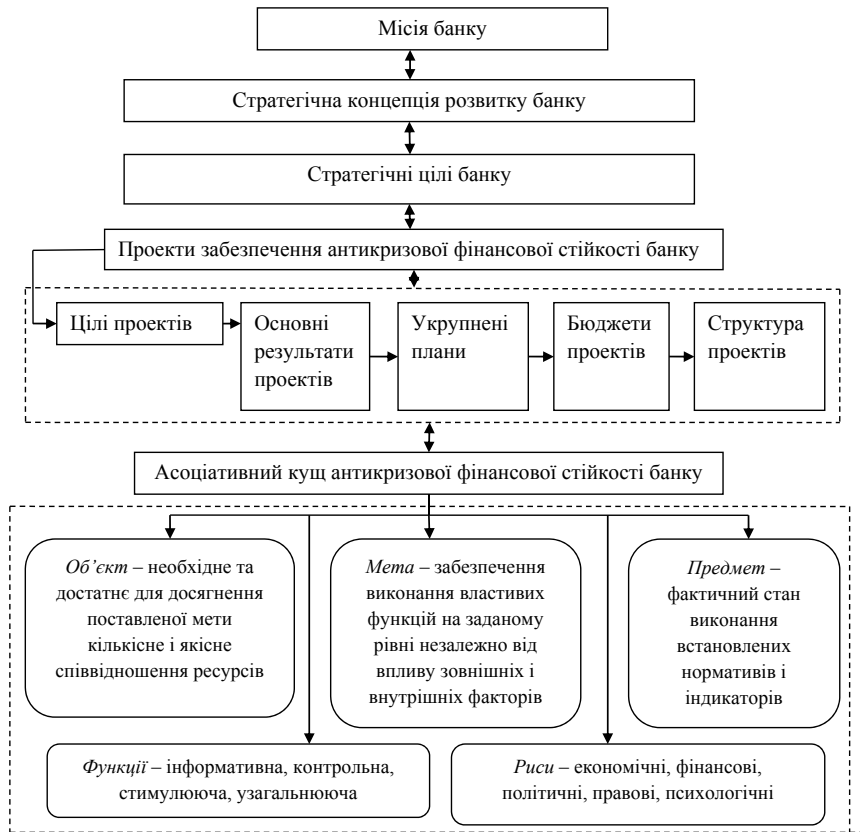 Місія банку
Стратегічна концепція розвитку банку
Стратегічні цілі банку
Проекти забезпечення антикризової фінансової стійкості банку
Цілі проектів
Основні
результати
проектів
Укрупнені
плани
Бюджети
проектів
Структура
проектів
Асоціативний кущ антикризової фінансової стійкості банку
Об’єкт – необхідне та
достатнє для досягнення
поставленої мети
кількісне і якісне
співвідношення ресурсів
Мета – забезпечення
виконання властивих
функцій на заданому
рівні незалежно від
впливу зовнішніх і
внутрішніх факторів
Предмет –
фактичний стан
виконання
встановлених
нормативів і
індикаторів
Функції – інформативна, контрольна,
стимулююча, узагальнююча
Риси – економічні, фінансові,
політичні, правові, психологічні